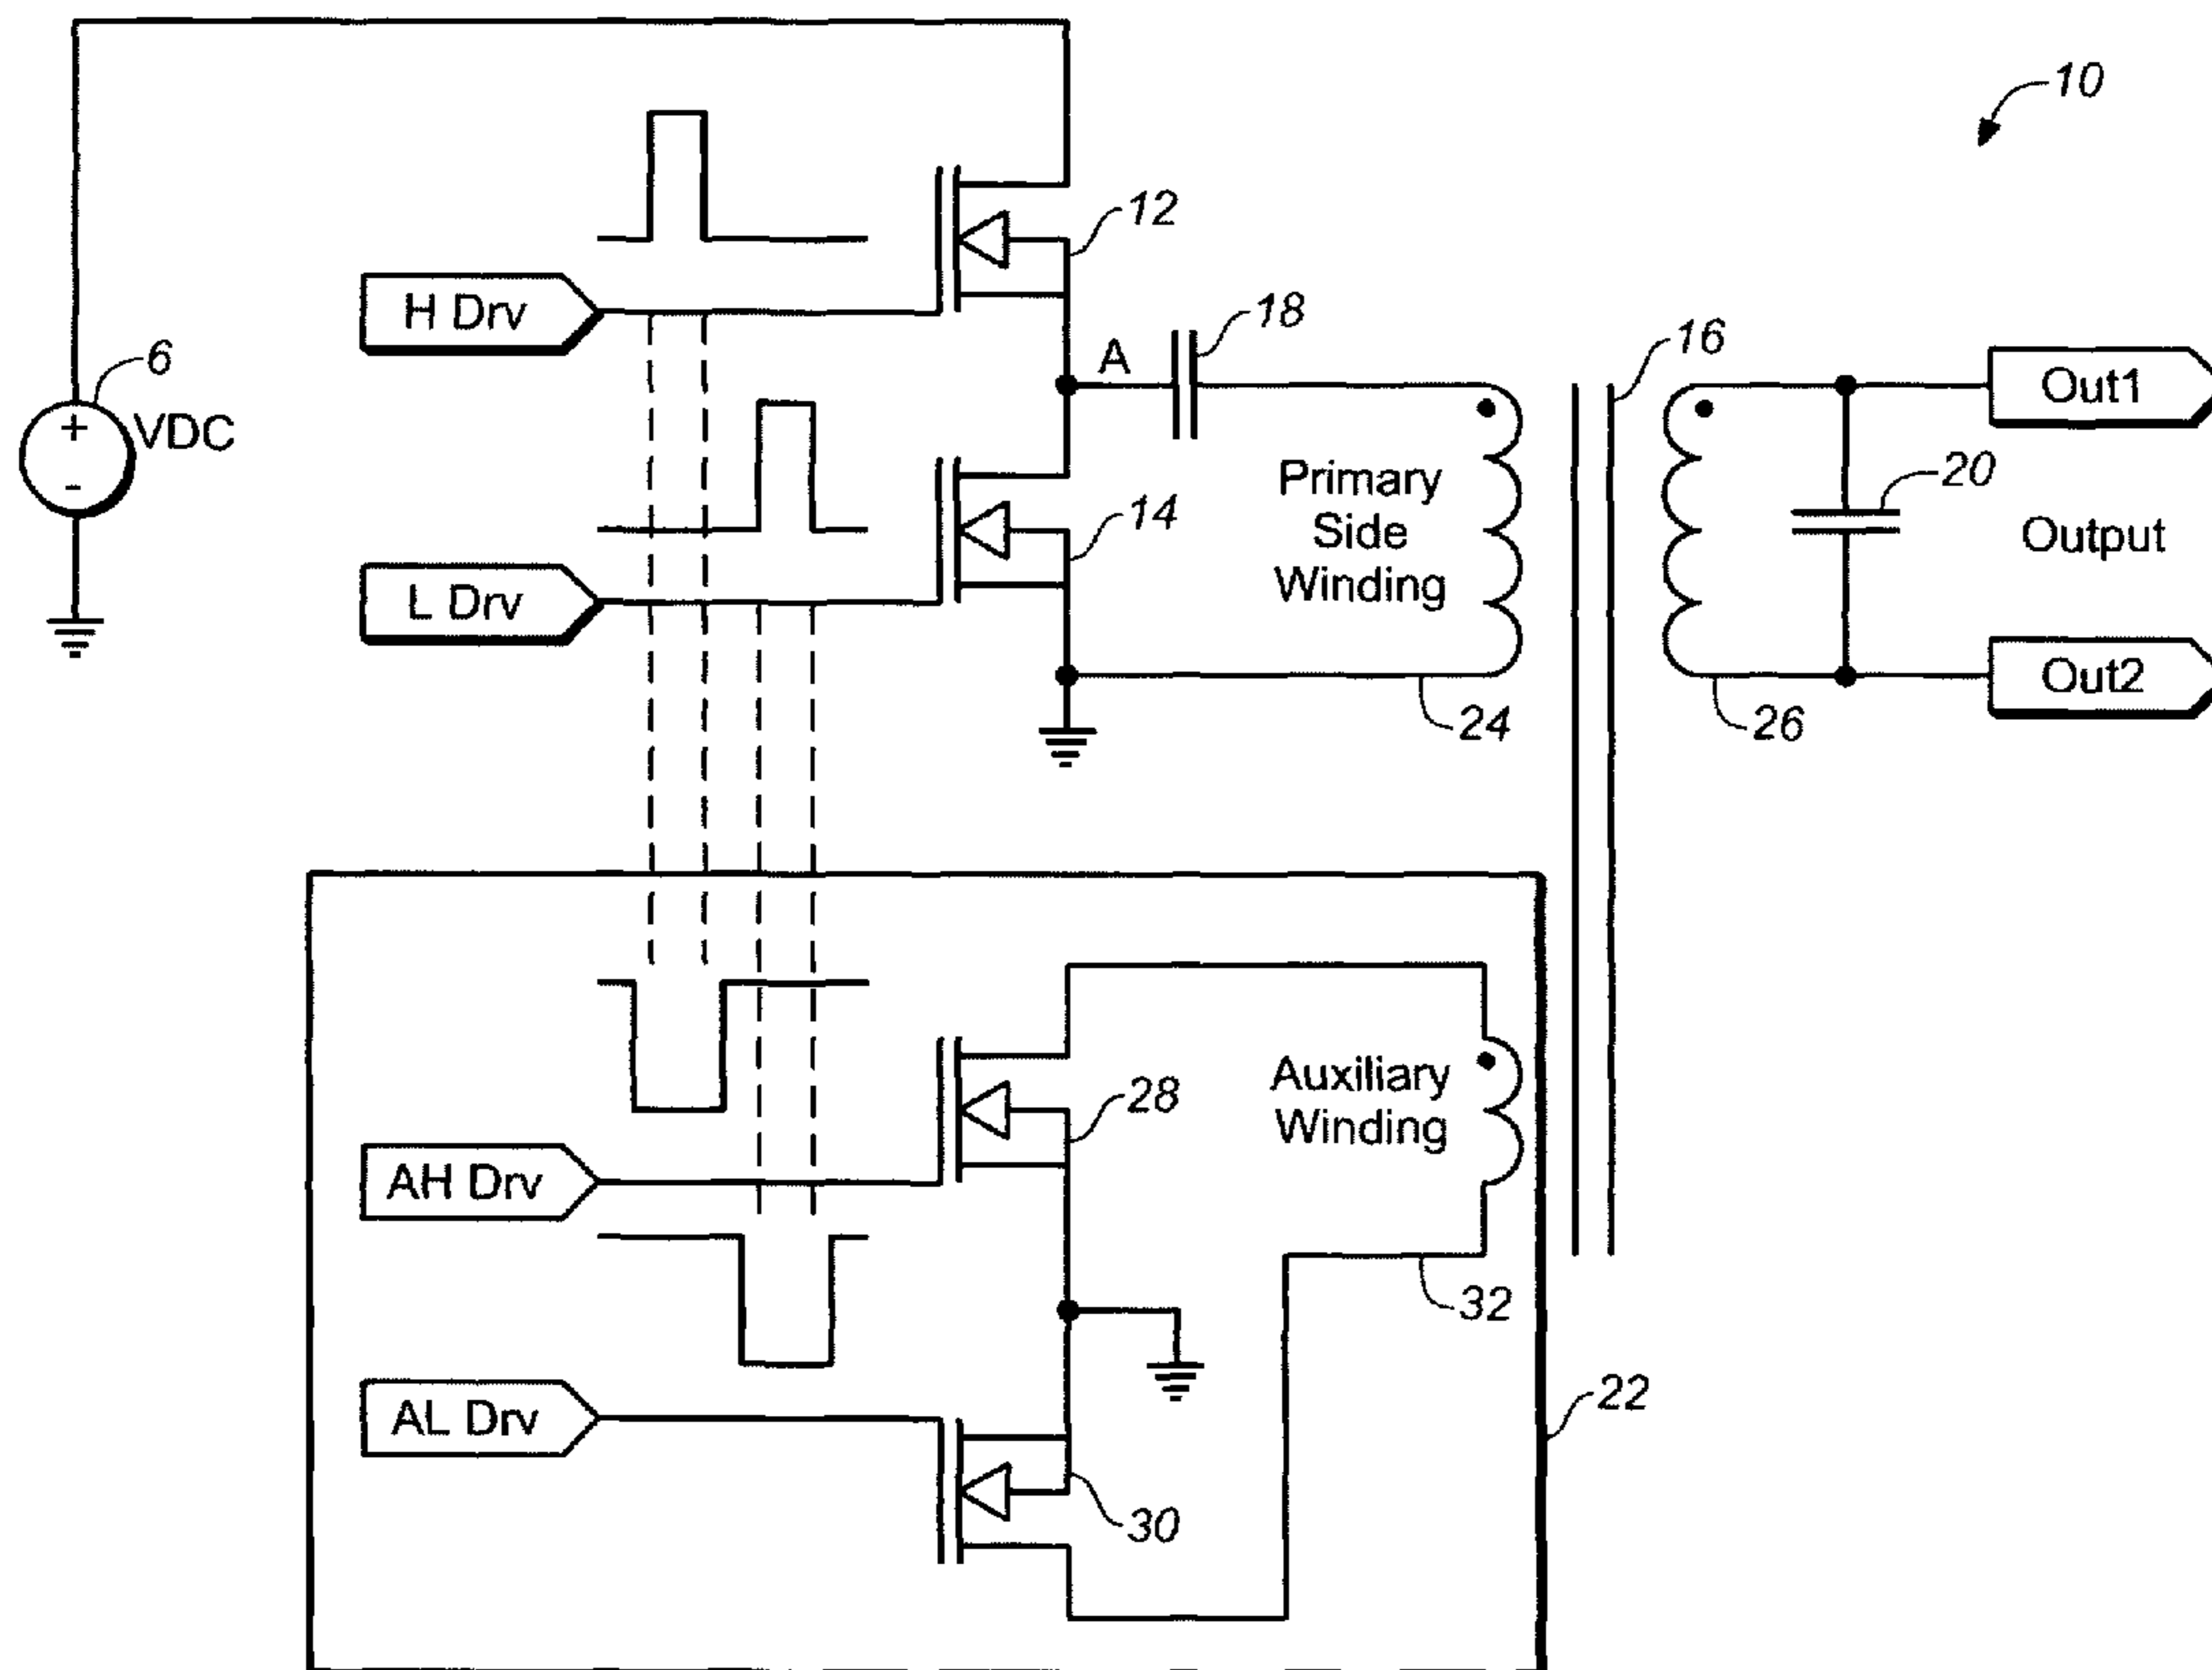 10
12
H Drv
18
A
16
6
Out1
+
VDC
-
Primary
Side
Winding
20
14
Output
L Drv
Out2
24
26
Auxiliary
Winding
28
AH Drv
32
22
AL Drv
30